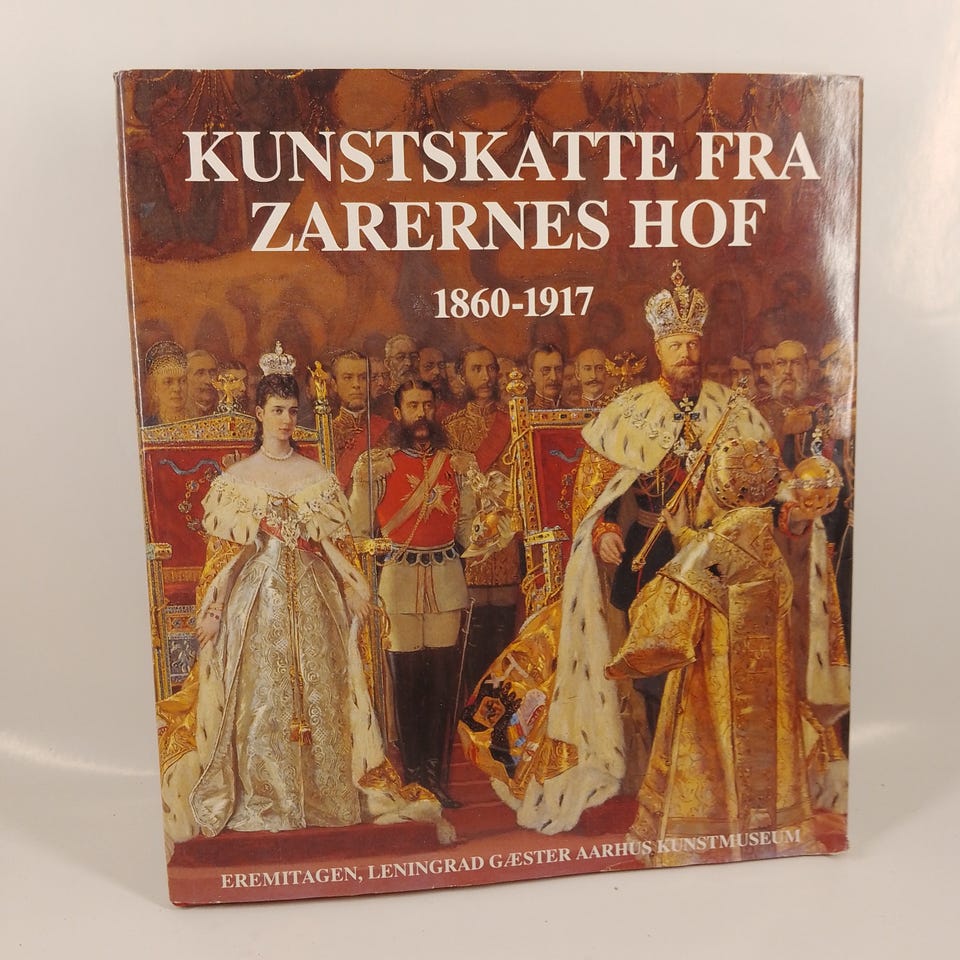 KUNSTSKATTE FRA
ZARERNES HOF
1860-1917
EREMITAGEN, LENINGRAD GÆSTER AARHUS KUNSTMUSEUM